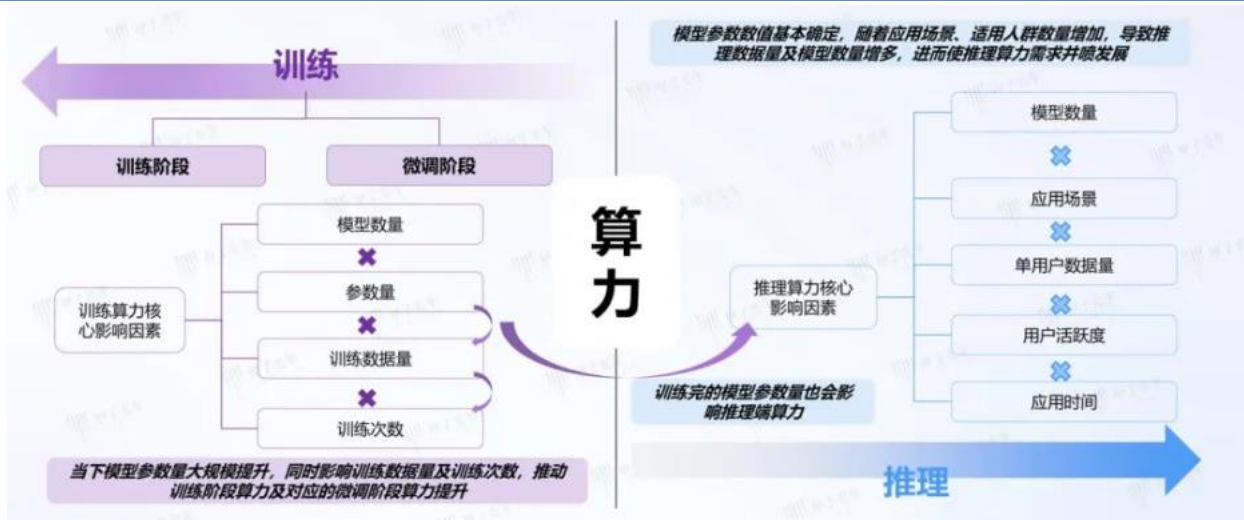 训练
训练阶段
微调阶段
训练算力核
心影响因素
模型数量
参数量
训练数据量
训练次数
当下模型参数量大规模提升，同时影响训练数据量及训练次数，推动
训练阶段算力及对应的微调阶段算力提升
算
力
模型参数数值基本确定，随着应用场景、适用人群数量增加，导致推
理数据量及模型数量增多，进而使推理算力需求井喷发展
推理算力核心
影响因素
模型数量
应用场景
单用户数据量
用户活跃度
应用时间
训练完的模型参数量也会影
响推理端算力
推理